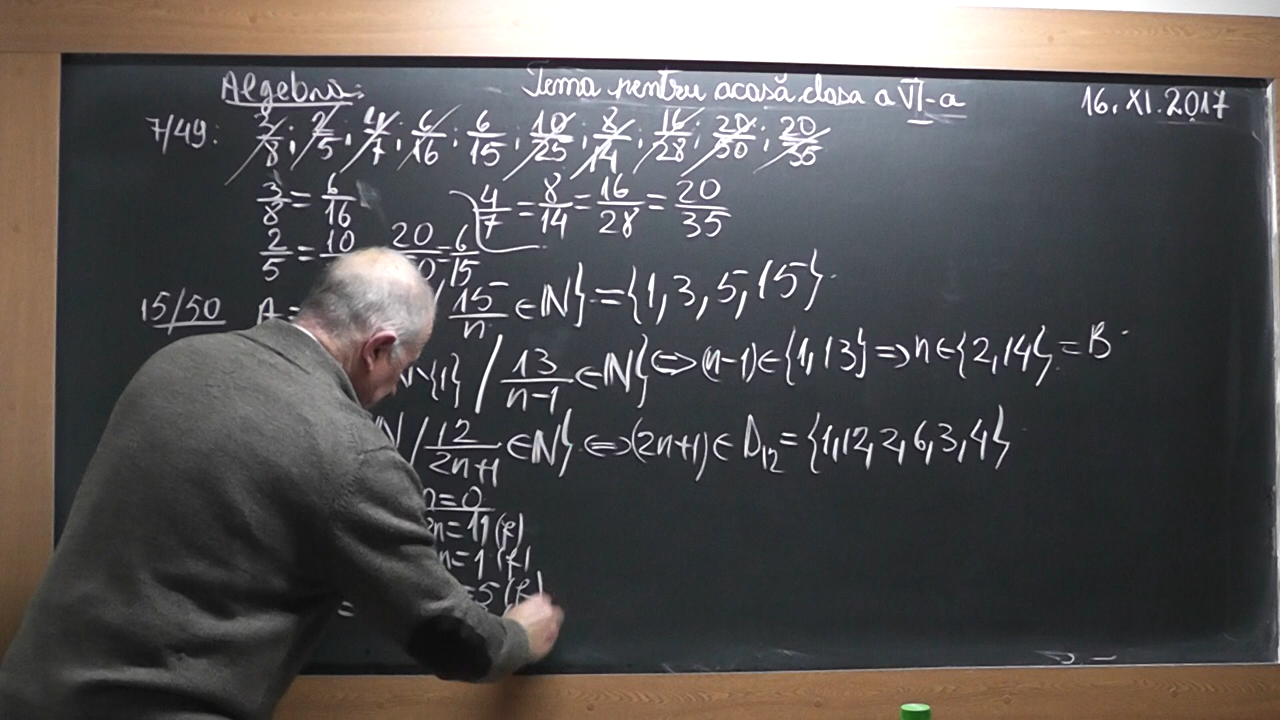 Algebra: Tema pentru acasă clasa a VI-a 16.XI.2017
7/49: 3/8; 2/5; 4/7; 6/16; 6/15; 10/25; 8/14; 16/28; 20/50; 20/35
3/8 = 6/16 4/7 = 8/14 = 16/28 = 20/35
2/5 = 10 20 = 6/15
15/50 A = / 15/n ∈ ℕ} = {1, 3, 5, 15}
\{1} / 13/n-1 ∈ ℕ} ⇔ (n-1) ∈ {1, 13} ⇒ n ∈ {2, 14} = B
/ 12/2n+1 ∈ ℕ} ⇔ (2n+1) ∈ D12 = {1, 12, 2, 6, 3, 4}
n = 0
2n = 11 (F)
n = 1 (F)
= 5 (F)
=